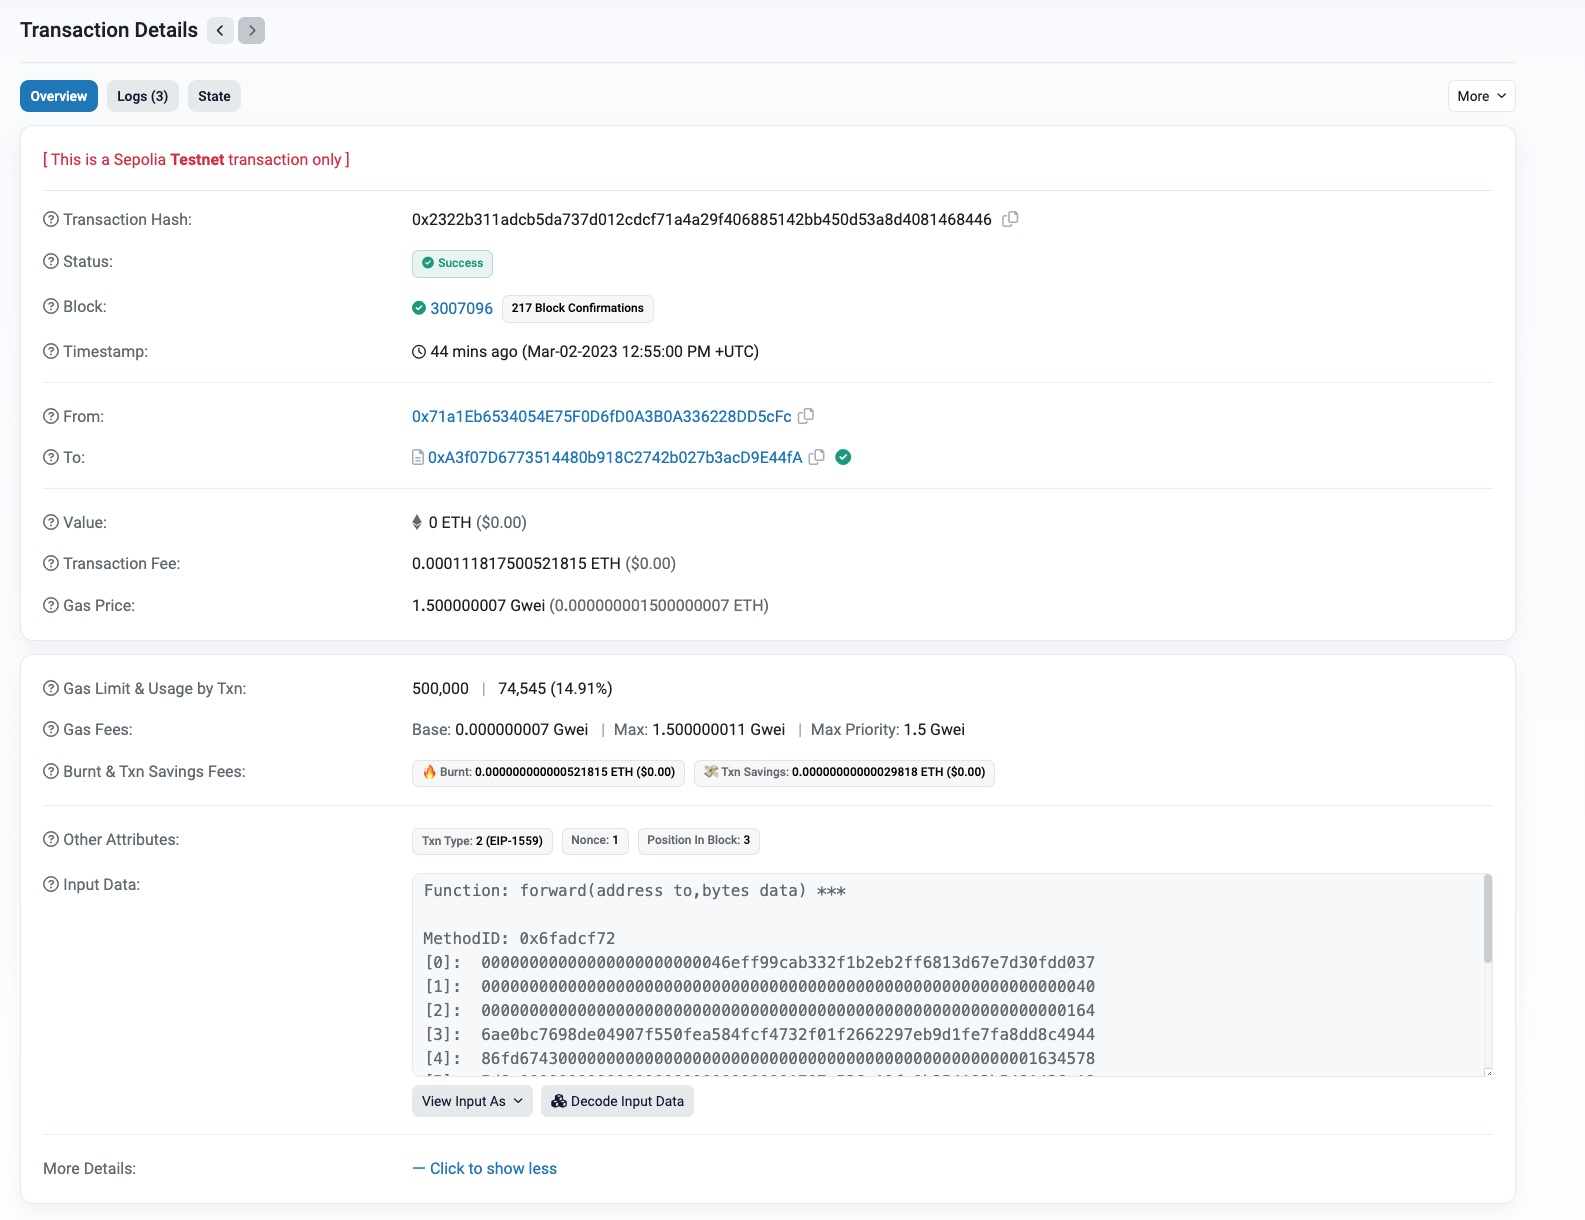 Transaction Details
Overview Logs (3) State More
[ This is a Sepolia Testnet transaction only ]
Transaction Hash: 0x2322b311adcb5da737d012cdcf71a4a29f406885142bb450d53a8d4081468446
Status: Success
Block: 3007096 217 Block Confirmations
Timestamp: 44 mins ago (Mar-02-2023 12:55:00 PM +UTC)
From: 0x71a1Eb6534054E75F0D6fD0A3B0A336228DD5cFc
To: 0xA3f07D6773514480b918C2742b027b3acD9E44fA
Value: 0 ETH ($0.00)
Transaction Fee: 0.000111817500521815 ETH ($0.00)
Gas Price: 1.500000007 Gwei (0.000000001500000007 ETH)
Gas Limit & Usage by Txn: 500,000 | 74,545 (14.91%)
Gas Fees: Base: 0.000000007 Gwei | Max: 1.500000011 Gwei | Max Priority: 1.5 Gwei
Burnt & Txn Savings Fees: Burnt: 0.000000000000521815 ETH ($0.00) Txn Savings: 0.00000000000029818 ETH ($0.00)
Other Attributes: Txn Type: 2 (EIP-1559) Nonce: 1 Position In Block: 3
Input Data: Function: forward(address to,bytes data) ***
MethodID: 0x6fadcf72
[0]: 00000000000000000000000046eff99cab332f1b2eb2ff6813d67e7d30fdd037
[1]: 0000000000000000000000000000000000000000000000000000000000000040
[2]: 0000000000000000000000000000000000000000000000000000000000000164
[3]: 6ae0bc7698de04907f550fea584fcf4732f01f2662297eb9d1fe7fa8dd8c4944
[4]: 86fd674300000000000000000000000000000000000000000000000001634578
View Input As Decode Input Data
More Details: — Click to show less